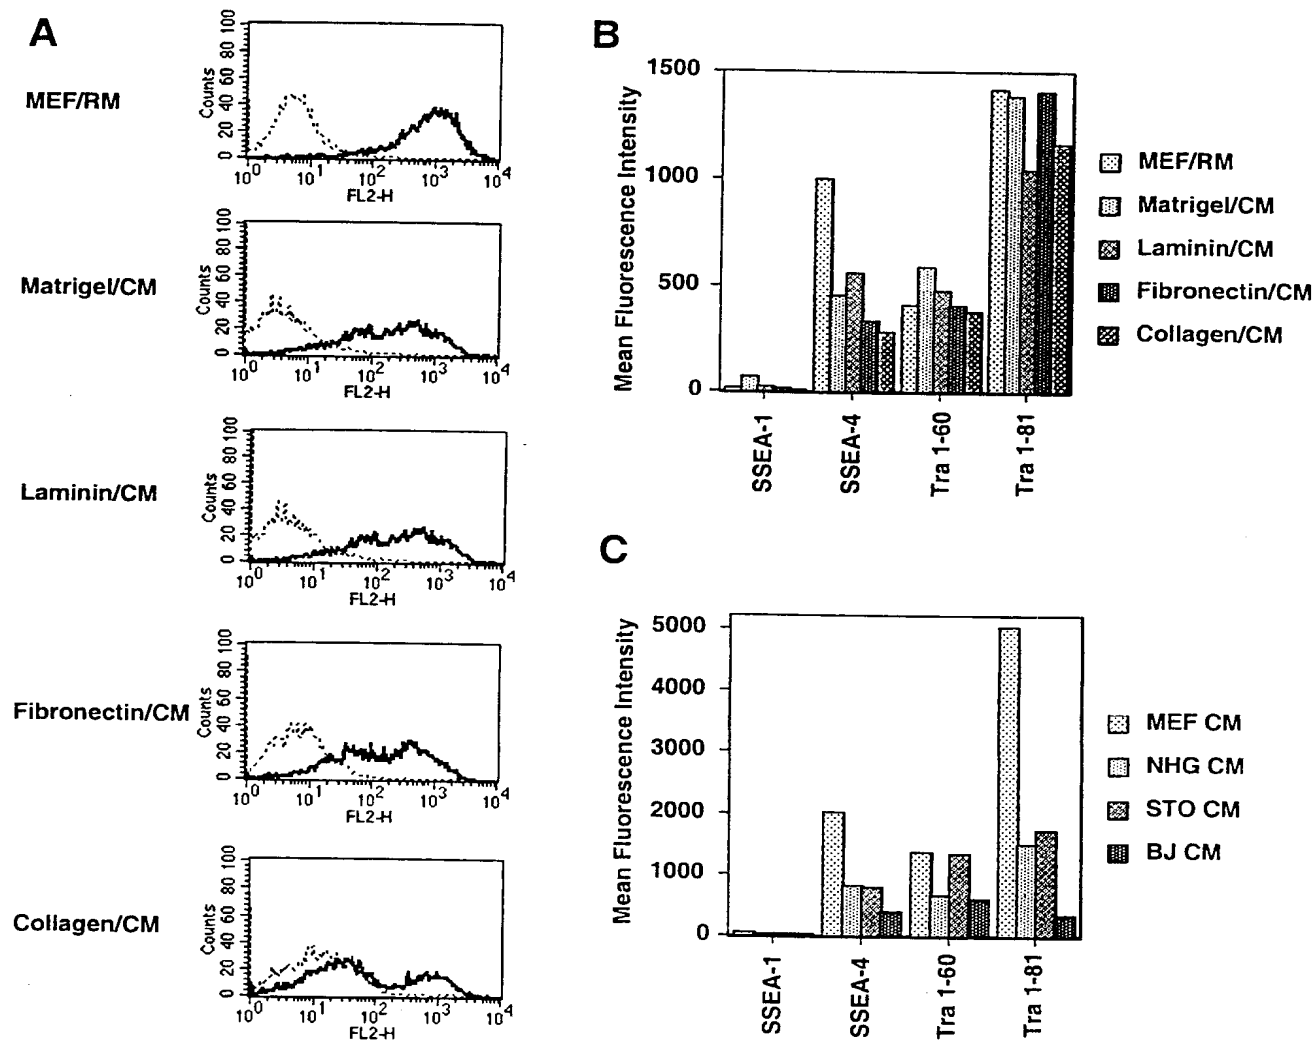 A
MEF/RM
Counts
100
80
60
40
20
0
10^0 10^1 10^2 10^3 10^4
FL2-H
Matrigel/CM
Counts
100
80
60
40
20
0
10^0 10^1 10^2 10^3 10^4
FL2-H
Laminin/CM
Counts
100
80
60
40
20
0
10^0 10^1 10^2 10^3 10^4
FL2-H
Fibronectin/CM
Counts
100
80
60
40
20
0
10^0 10^1 10^2 10^3 10^4
FL2-H
Collagen/CM
Counts
100
80
60
40
20
0
10^0 10^1 10^2 10^3 10^4
FL2-H
B
Mean Fluorescence Intensity
1500
1000
500
0
SSEA-1
SSEA-4
Tra 1-60
Tra 1-81
MEF/RM
Matrigel/CM
Laminin/CM
Fibronectin/CM
Collagen/CM
C
Mean Fluorescence Intensity
5000
4000
3000
2000
1000
0
SSEA-1
SSEA-4
Tra 1-60
Tra 1-81
MEF CM
NHG CM
STO CM
BJ CM